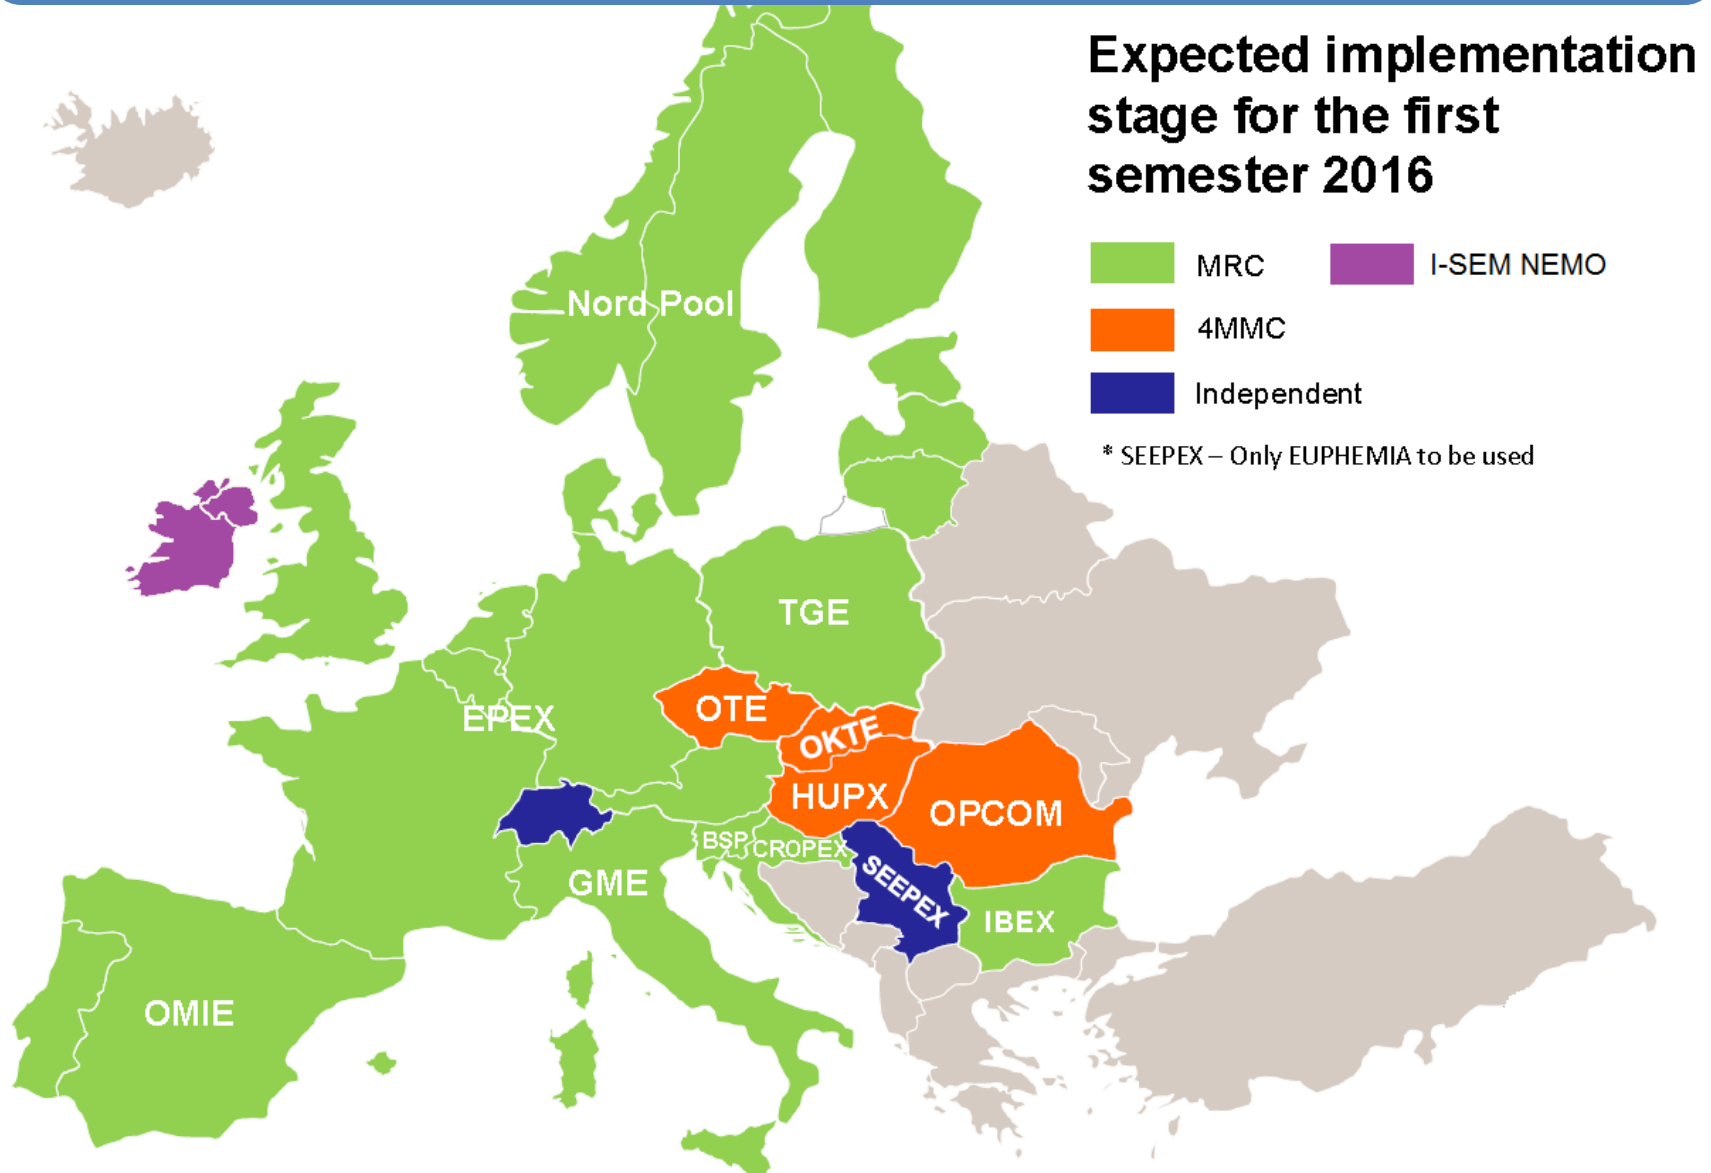 Expected implementation
stage for the first
semester 2016
MRC
I-SEM NEMO
4MMC
Independent
* SEEPEX – Only EUPHEMIA to be used
Nord Pool
TGE
OTE
EPEX
OKTE
HUPX
OPCOM
BSP
CROPEX
GME
SEEPEX
IBEX
OMIE